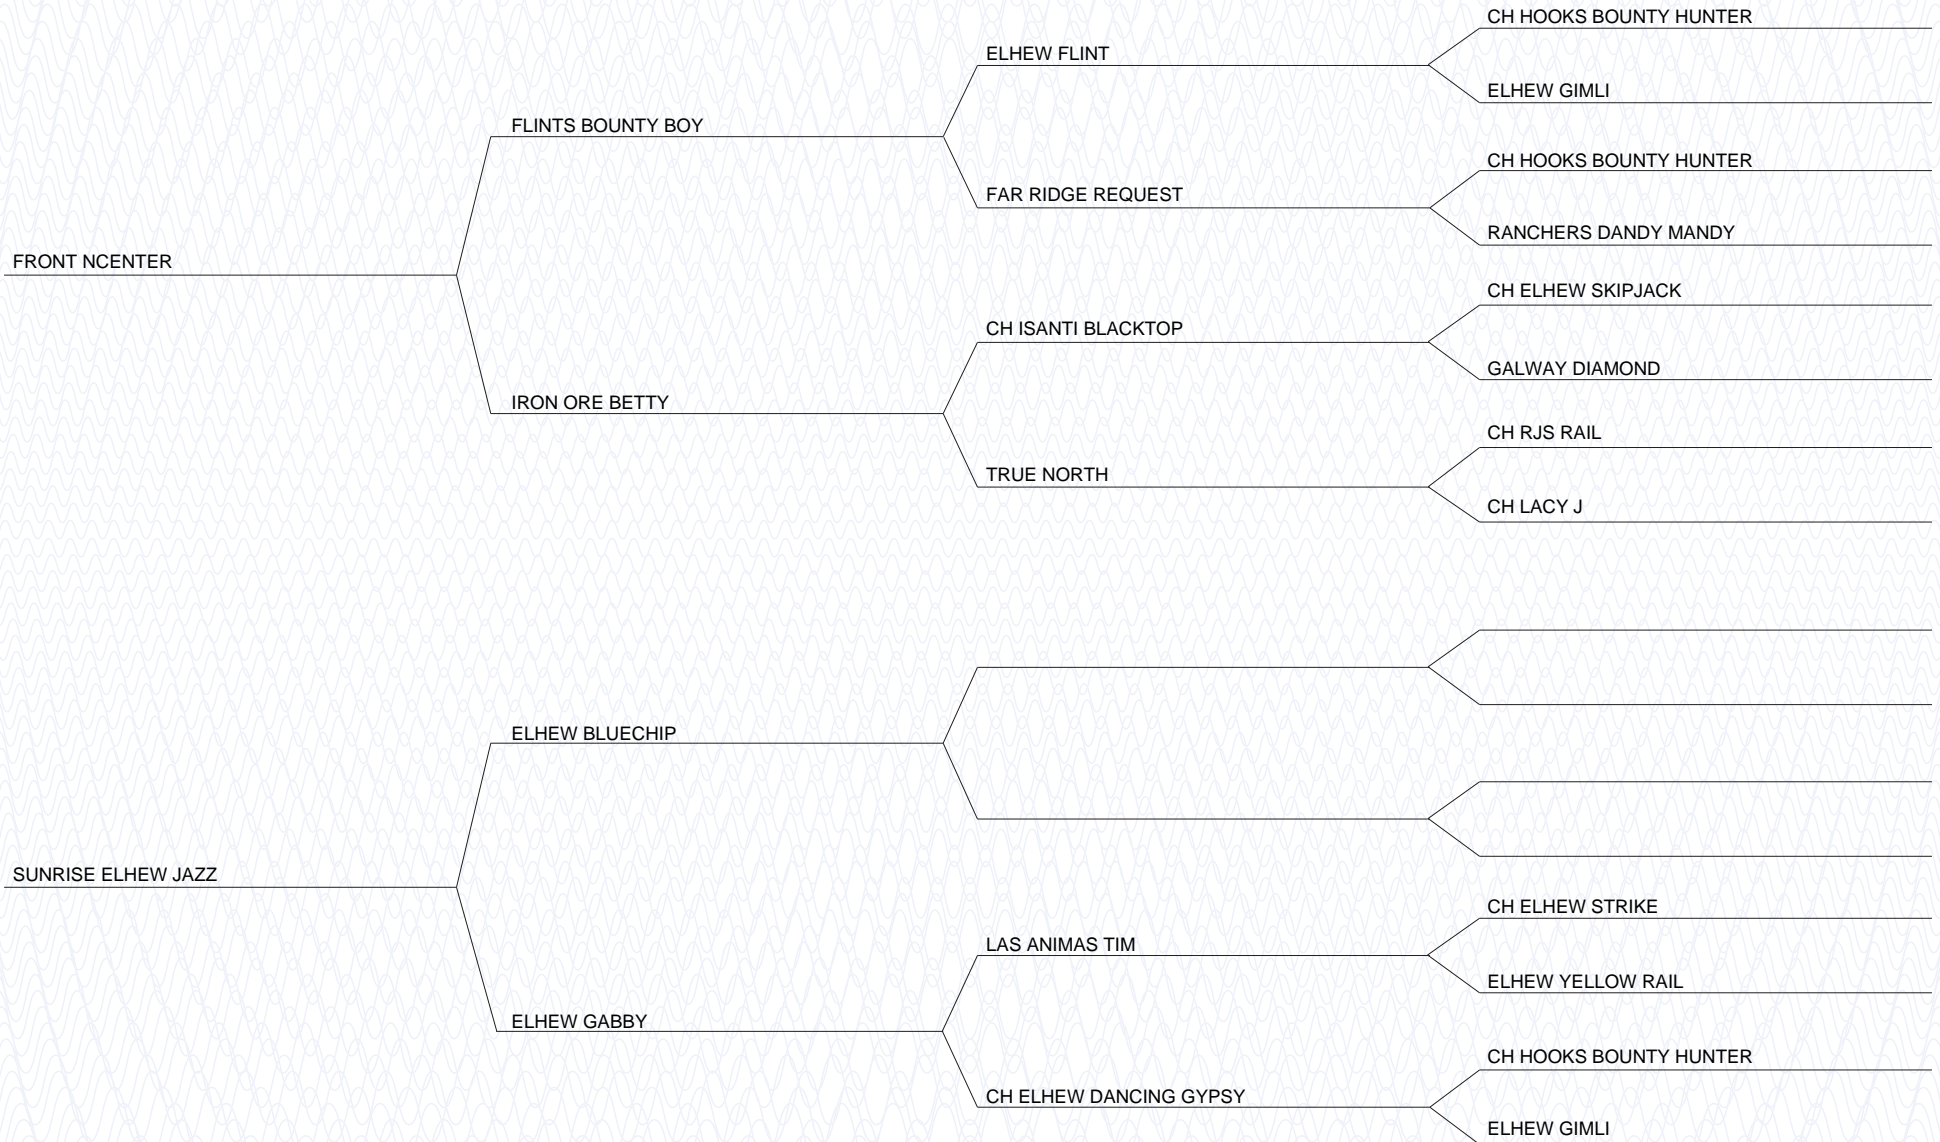 CH HOOKS BOUNTY HUNTER
ELHEW FLINT
ELHEW GIMLI
FLINTS BOUNTY BOY
CH HOOKS BOUNTY HUNTER
FAR RIDGE REQUEST
RANCHERS DANDY MANDY
FRONT NCENTER
CH ELHEW SKIPJACK
CH ISANTI BLACKTOP
GALWAY DIAMOND
IRON ORE BETTY
CH RJS RAIL
TRUE NORTH
CH LACY J
ELHEW BLUECHIP
SUNRISE ELHEW JAZZ
CH ELHEW STRIKE
LAS ANIMAS TIM
ELHEW YELLOW RAIL
ELHEW GABBY
CH HOOKS BOUNTY HUNTER
CH ELHEW DANCING GYPSY
ELHEW GIMLI